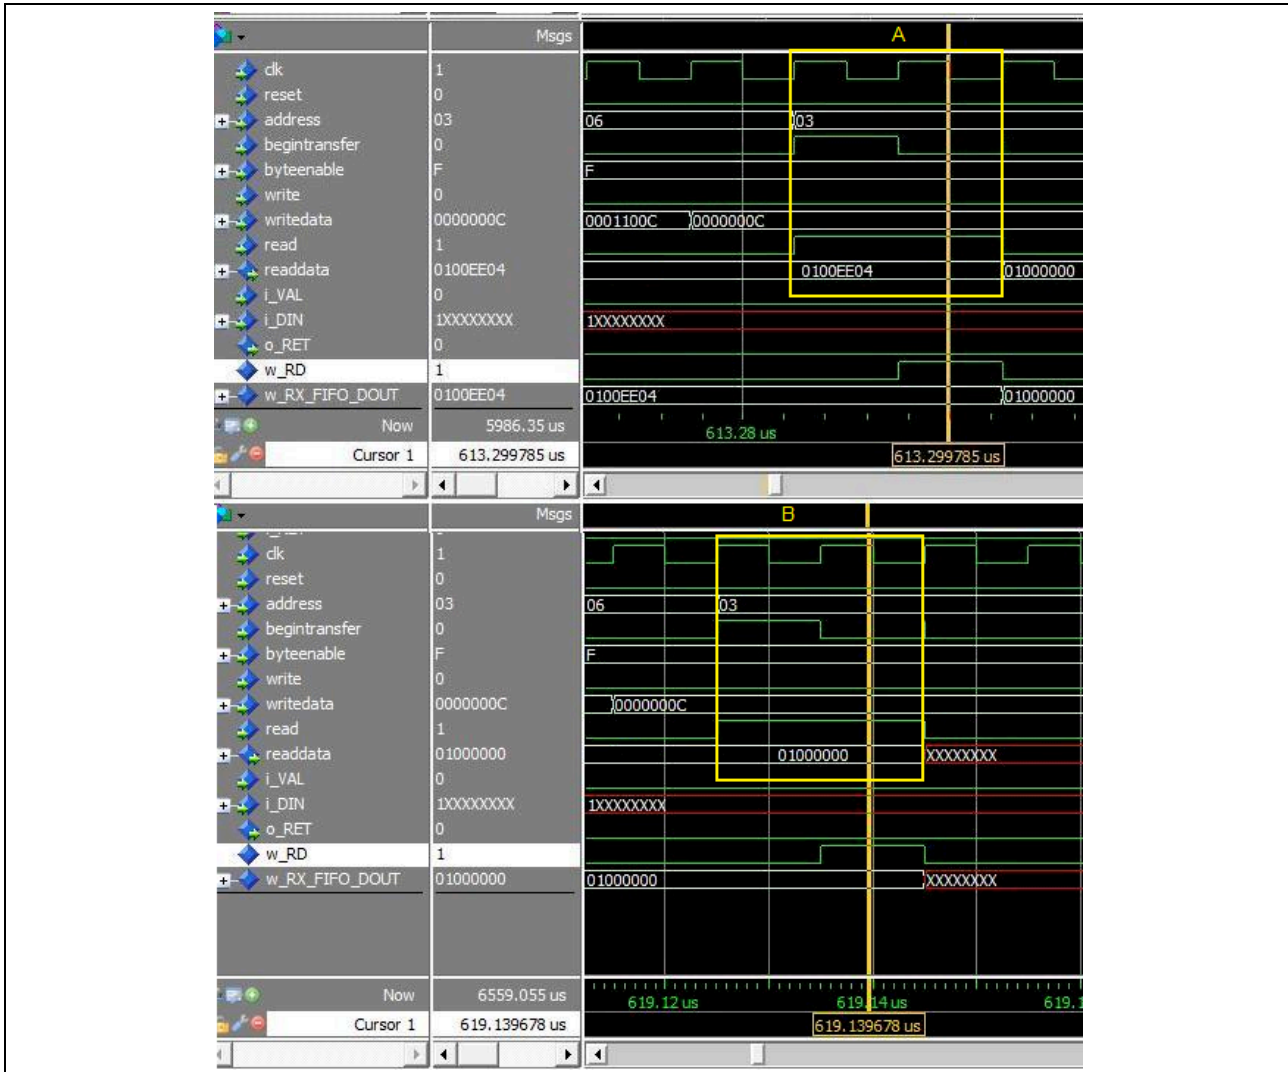 Msgs A
clk 1
reset 0
address 03 06 03
begintransfer 0
byteenable F F
write 0
writedata 0000000C 0001100C 0000000C
read 1
readdata 0100EE04 0100EE04 01000000
i_VAL 0
i_DIN 1XXXXXXXX 1XXXXXXXX
o_RET 0
w_RD 1
w_RX_FIFO_DOUT 0100EE04 0100EE04 01000000
Now 5986.35 us 613.28 us
Cursor 1 613.299785 us 613.299785 us
Msgs B
clk 1
reset 0
address 03 06 03
begintransfer 0
byteenable F F
write 0
writedata 0000000C 0000000C
read 1
readdata 01000000 01000000 XXXXXXXX
i_VAL 0
i_DIN 1XXXXXXXX 1XXXXXXXX
o_RET 0
w_RD 1
w_RX_FIFO_DOUT 01000000 01000000 XXXXXXXX
Now 6559.055 us 619.12 us 619.14 us 619.1
Cursor 1 619.139678 us 619.139678 us